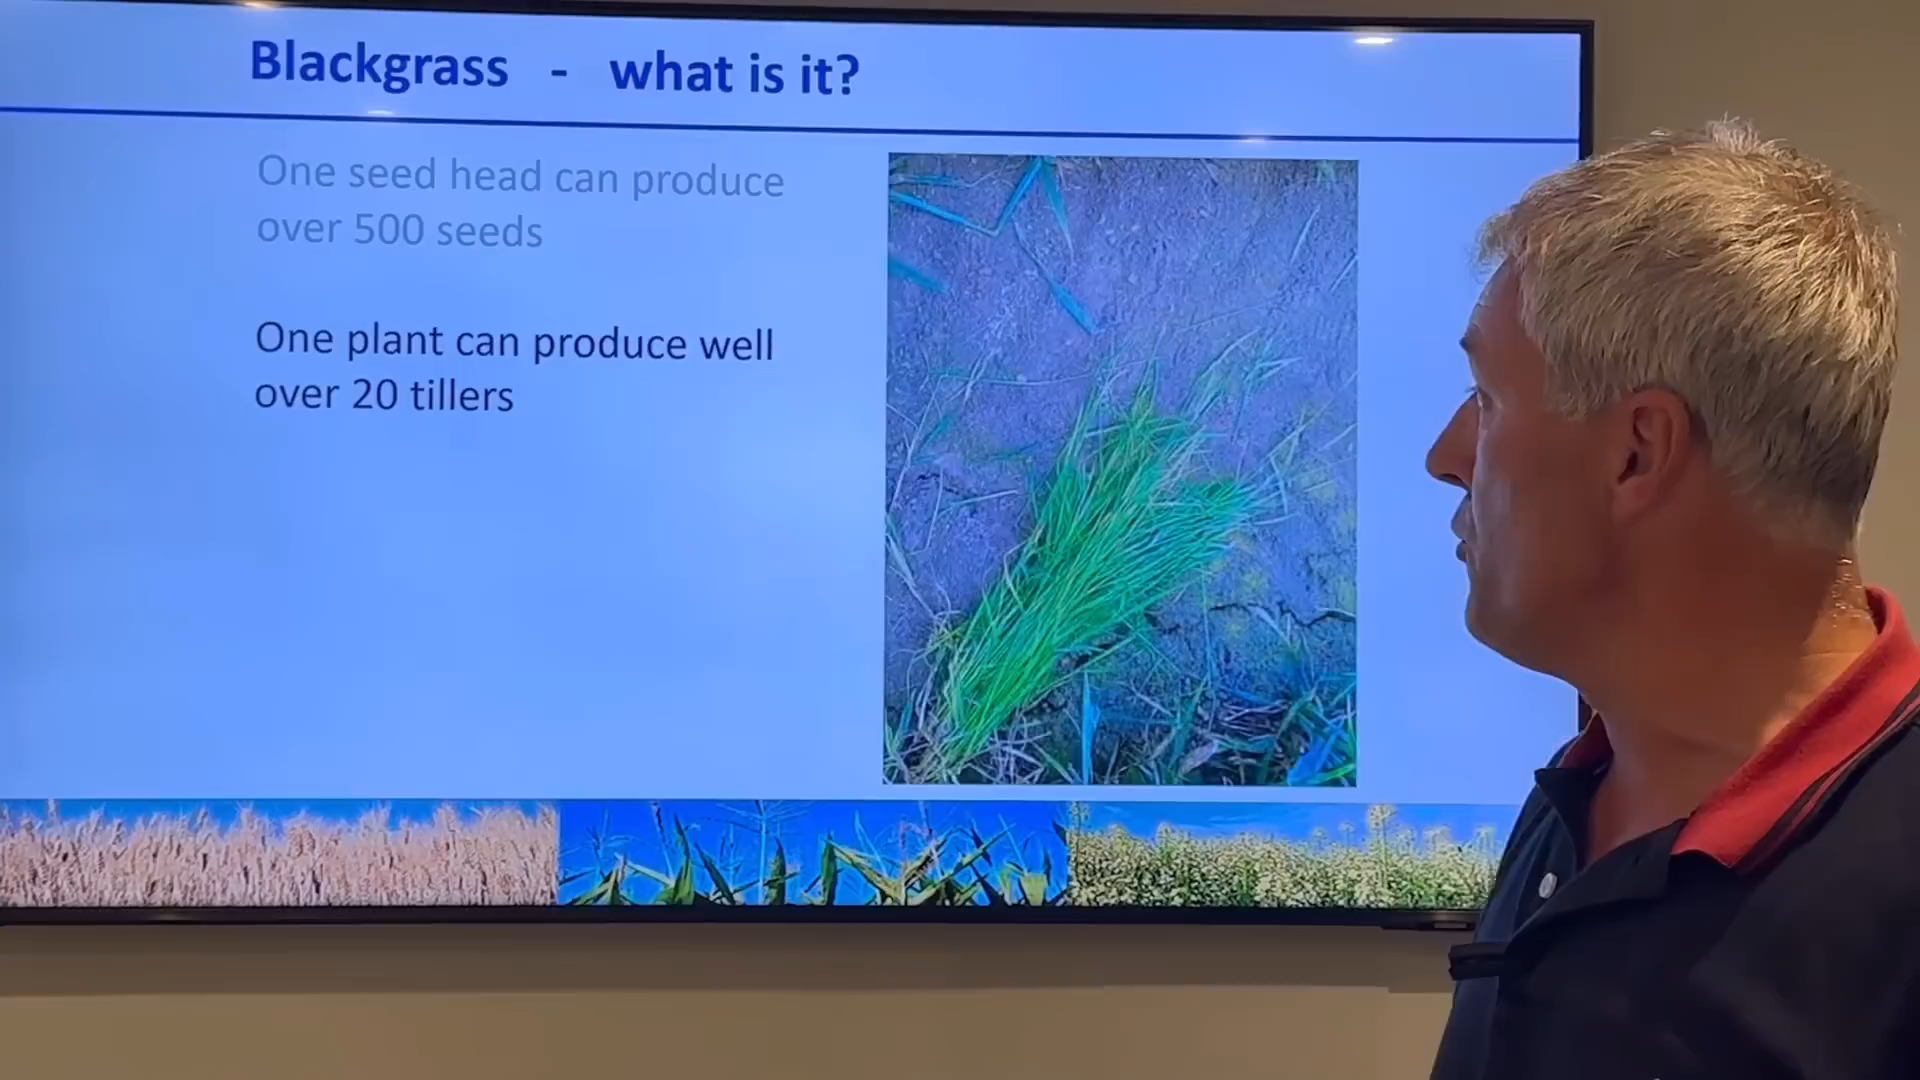 Blackgrass - what is it?
One seed head can produce
over 500 seeds
One plant can produce well
over 20 tillers